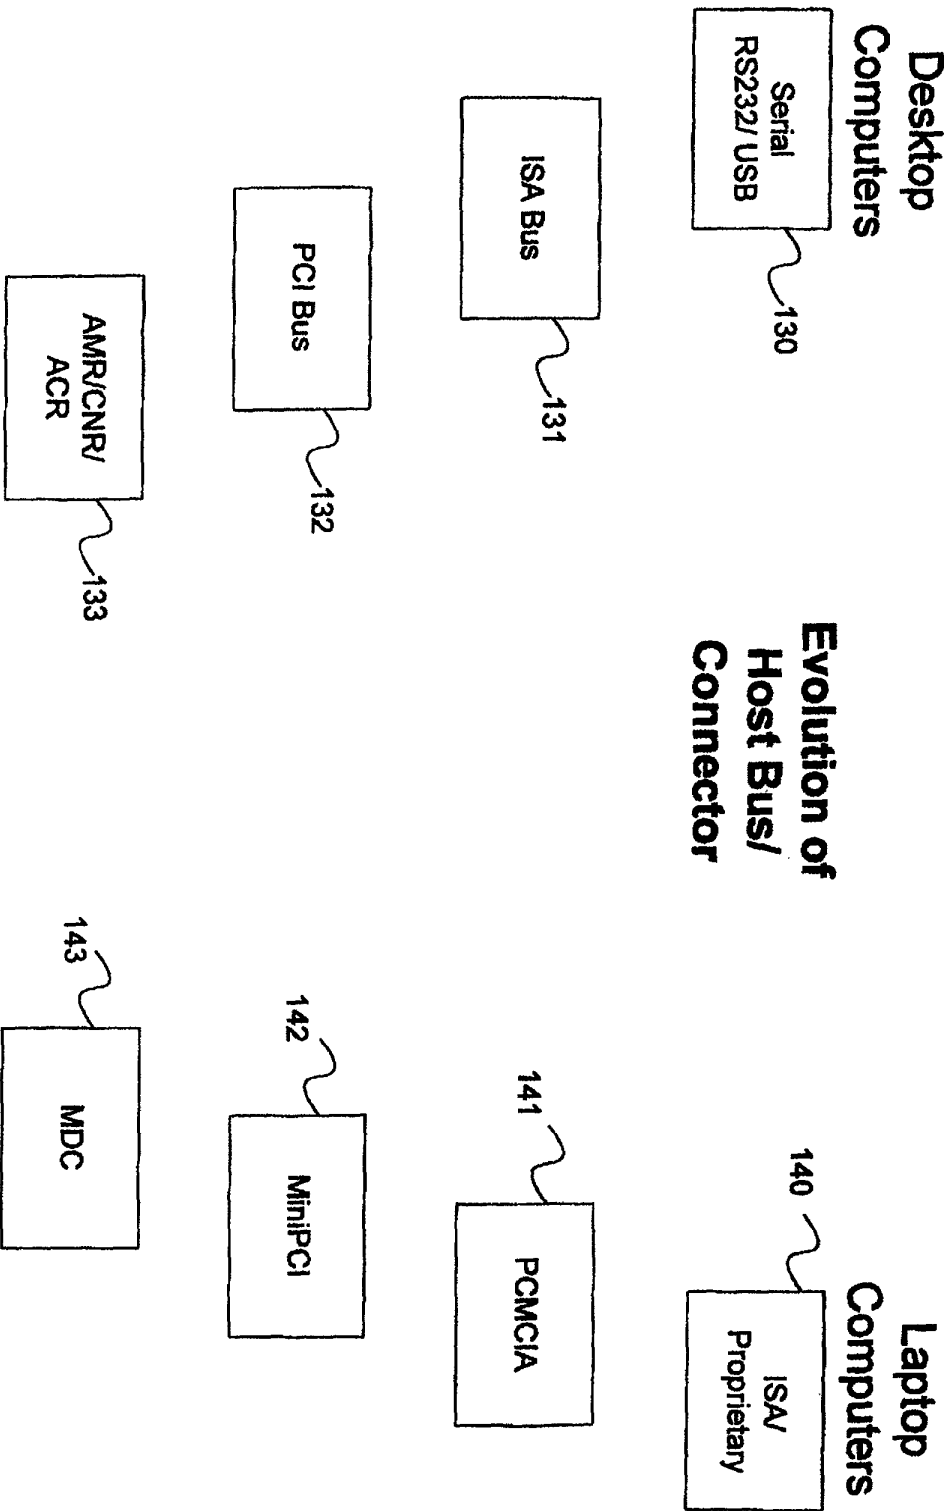 Desktop
Computers
Serial
RS232/ USB
130
ISA Bus
131
PCI Bus
132
AMR/CNR/
ACR
133
Evolution of
Host Bus/
Connector
Laptop
Computers
140
ISA/
Proprietary
141
PCMCIA
142
MiniPCI
143
MDC